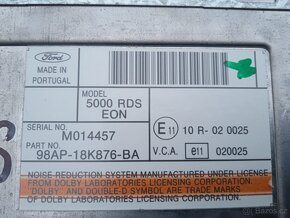 Ford
MADE IN
PORTUGAL
MODEL
5000 RDS
EON
SERIAL NO.
M014457
PART NO.
98AP-18K876-BA
E11 10 R- 02 0025
V.C.A. e11 020025
NOISE REDUCTION SYSTEM MANUFACTURED UNDER LICENSE
FROM DOLBY LABORATORIES LICENSING CORPORATION.
"DOLBY" AND DOUBLE-D SYMBOL ARE TRADE MARKS
OF DOLBY LABORATORIES LICENSING CORPORATION.